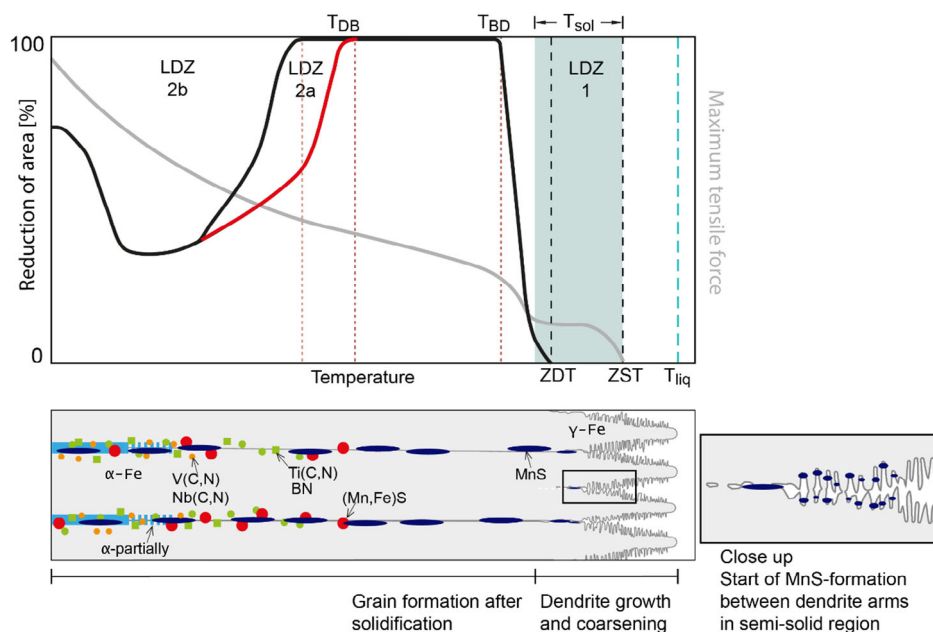 T_DB
T_BD
T_sol
100
LDZ
2b
LDZ
2a
LDZ
1
Reduction of area [%]
Maximum tensile
force
0
Temperature
ZDT
ZST
T_liq
γ-Fe
α-Fe
V(C,N)
Nb(C,N)
Ti(C,N)
BN
MnS
(Mn,Fe)S
α-partially
Grain formation after
solidification
Dendrite growth
and coarsening
Close up
Start of MnS-formation
between dendrite arms
in semi-solid region